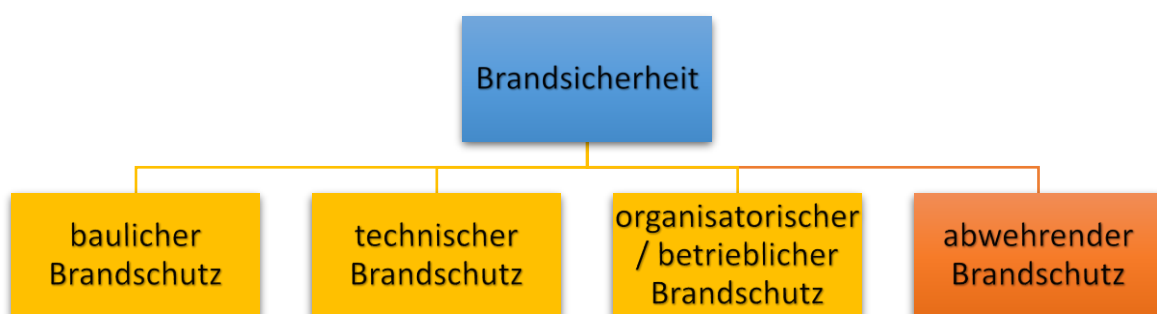 Brandsicherheit
baulicher
Brandschutz
technischer
Brandschutz
organisatorischer
/ betrieblicher
Brandschutz
abwehrender
Brandschutz